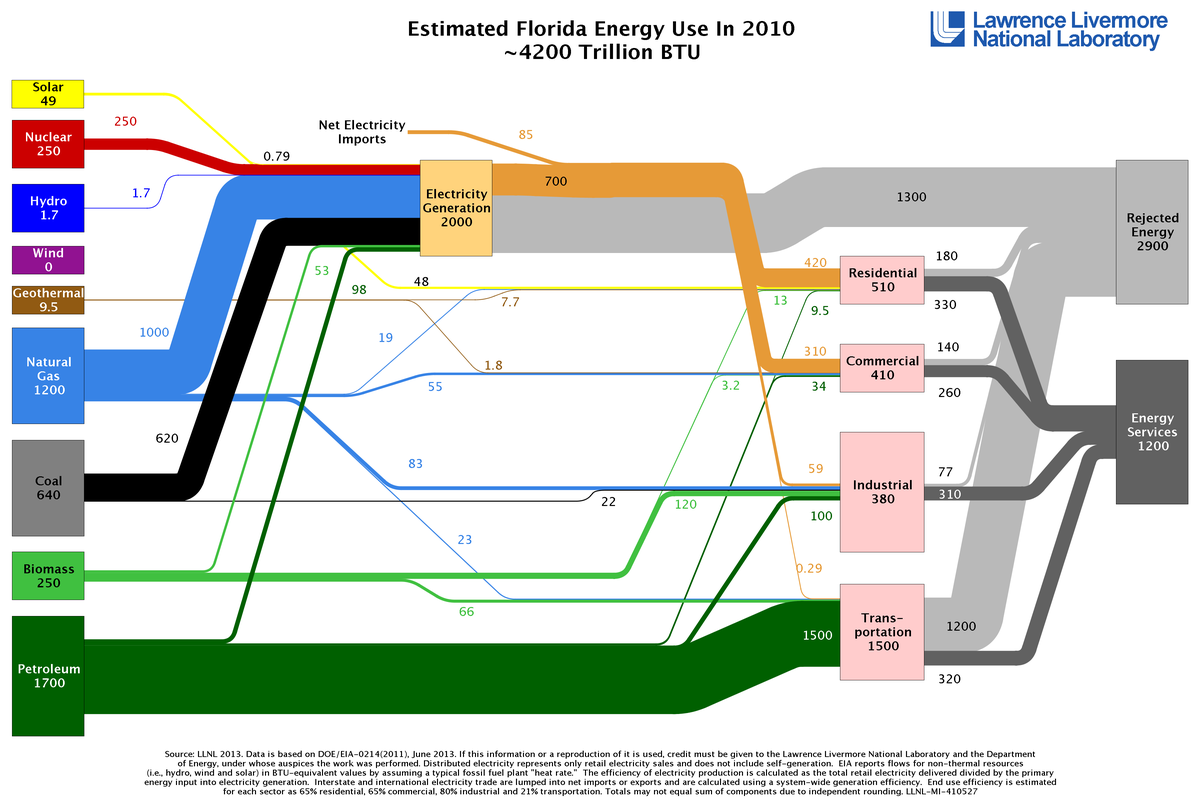 Estimated Florida Energy Use In 2010
~4200 Trillion BTU
Lawrence Livermore
National Laboratory
Solar
49
Nuclear
250
Hydro
1.7
Wind
0
Geothermal
9.5
Natural
Gas
1200
Coal
640
Biomass
250
Petroleum
1700
250
1.7
1000
620
0.79
53
98
Net Electricity
Imports
85
Electricity
Generation
2000
700
48
7.7
19
1.8
55
83
22
23
66
120
3.2
13
9.5
34
100
420
310
59
0.29
1500
Residential
510
Commercial
410
Industrial
380
Trans-
portation
1500
180
330
140
260
77
310
1200
320
1300
Rejected
Energy
2900
Energy
Services
1200
Source: LLNL 2013. Data is based on DOE/EIA-0214(2011), June 2013. If this information or a reproduction of it is used, credit must be given to the Lawrence Livermore National Laboratory and the Department
of Energy, under whose auspices the work was performed. Distributed electricity represents only retail electricity sales and does not include self-generation.  EIA reports flows for non-thermal resources
(i.e., hydro, wind and solar) in BTU-equivalent values by assuming a typical fossil fuel plant "heat rate."  The efficiency of electricity production is calculated as the total retail electricity delivered divided by the primary
energy input into electricity generation.  Interstate and international electricity trade are lumped into net imports or exports and are calculated using a system-wide generation efficiency.  End use efficiency is estimated
for each sector as 65% residential, 65% commercial, 80% industrial and 21% transportation. Totals may not equal sum of components due to independent rounding. LLNL-MI-410527